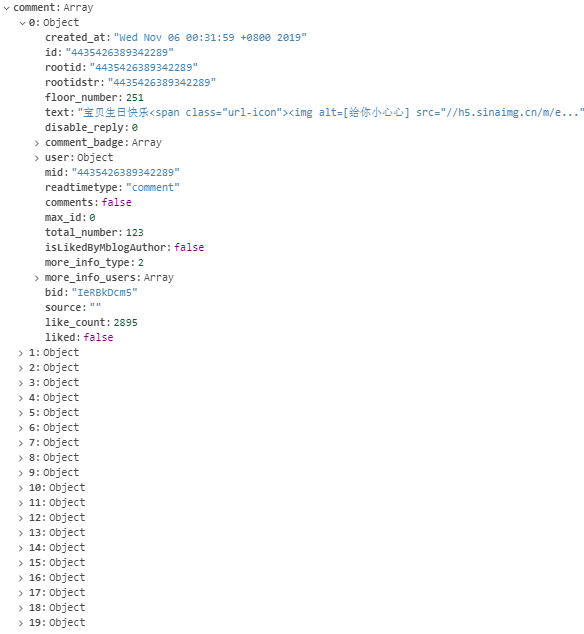 comment: Array
0: Object
created_at: "Wed Nov 06 00:31:59 +0800 2019"
id: "4435426389342289"
rootid: "4435426389342289"
rootidstr: "4435426389342289"
floor_number: 251
text: "宝贝生日快乐<span class="url-icon"><img alt=[给你小心心] src="//h5.sinaimg.cn/m/e..."
disable_reply: 0
comment_badge: Array
user: Object
mid: "4435426389342289"
readtimetype: "comment"
comments: false
max_id: 0
total_number: 123
isLikedByMblogAuthor: false
more_info_type: 2
more_info_users: Array
bid: "IeRBkDcm5"
source: ""
like_count: 2895
liked: false
1: Object
2: Object
3: Object
4: Object
5: Object
6: Object
7: Object
8: Object
9: Object
10: Object
11: Object
12: Object
13: Object
14: Object
15: Object
16: Object
17: Object
18: Object
19: Object